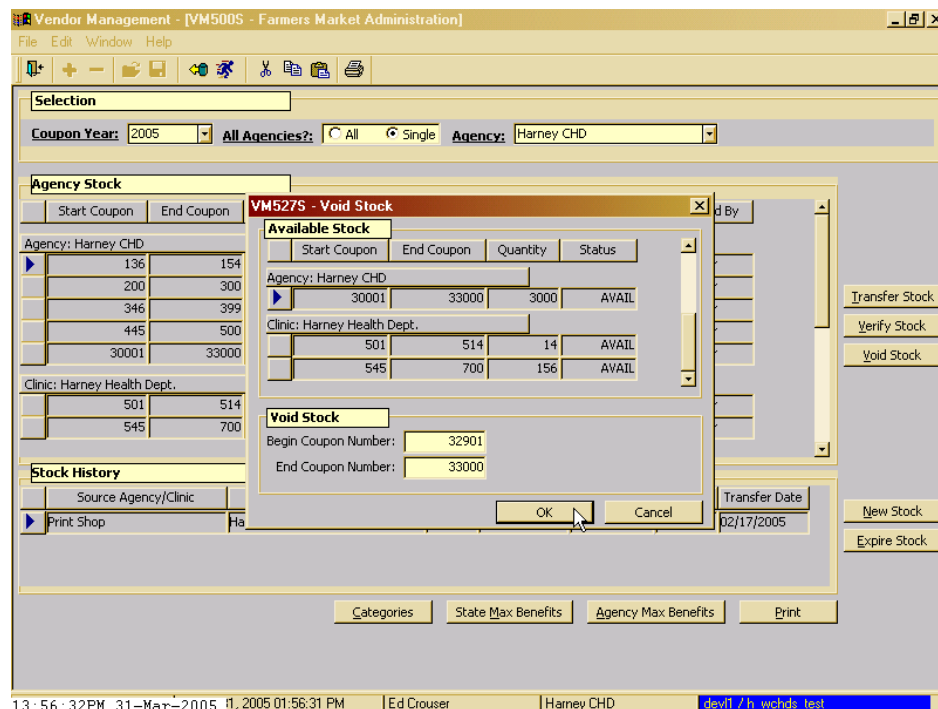 Vendor Management - [VM500S - Farmers Market Administration]
File Edit Window Help
Selection
Coupon Year: 2005 All Agencies?: All Single Agency: Harney CHD
Agency Stock
Start Coupon End Coupon d By
Agency: Harney CHD
136 154
200 300
346 399
445 500
30001 33000
Clinic: Harney Health Dept.
501 514
545 700
VM527S - Void Stock
Available Stock
Start Coupon End Coupon Quantity Status
Agency: Harney CHD
30001 33000 3000 AVAIL
Clinic: Harney Health Dept.
501 514 14 AVAIL
545 700 156 AVAIL
Void Stock
Begin Coupon Number: 32901
End Coupon Number: 33000
OK Cancel
Transfer Stock
Verify Stock
Void Stock
Stock History
Source Agency/Clinic Transfer Date
Print Shop Ha 02/17/2005
New Stock
Expire Stock
Categories State Max Benefits Agency Max Benefits Print
13:56:32PM 31-Mar-2005 1, 2005 01:56:31 PM Ed Crouser Harney CHD devl1 / h_wchds_test